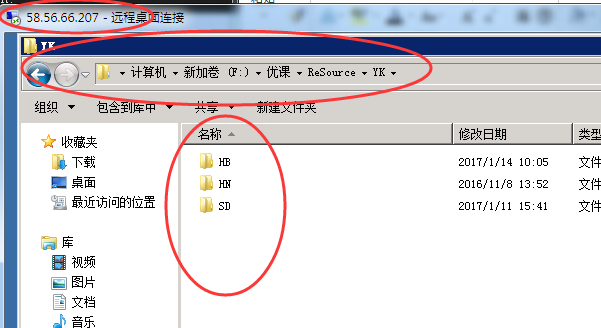 58.56.66.207 - 远程桌面连接
YK
计算机 新加卷 (F:) 优课 ReSource YK
组织 包含到库中 共享 新建文件夹
收藏夹
下载
桌面
最近访问的位置
库
视频
图片
文档
音乐
名称 修改日期 类型
HB 2017/1/14 10:05 文件
HN 2016/11/8 13:52 文件
SD 2017/1/11 15:41 文件